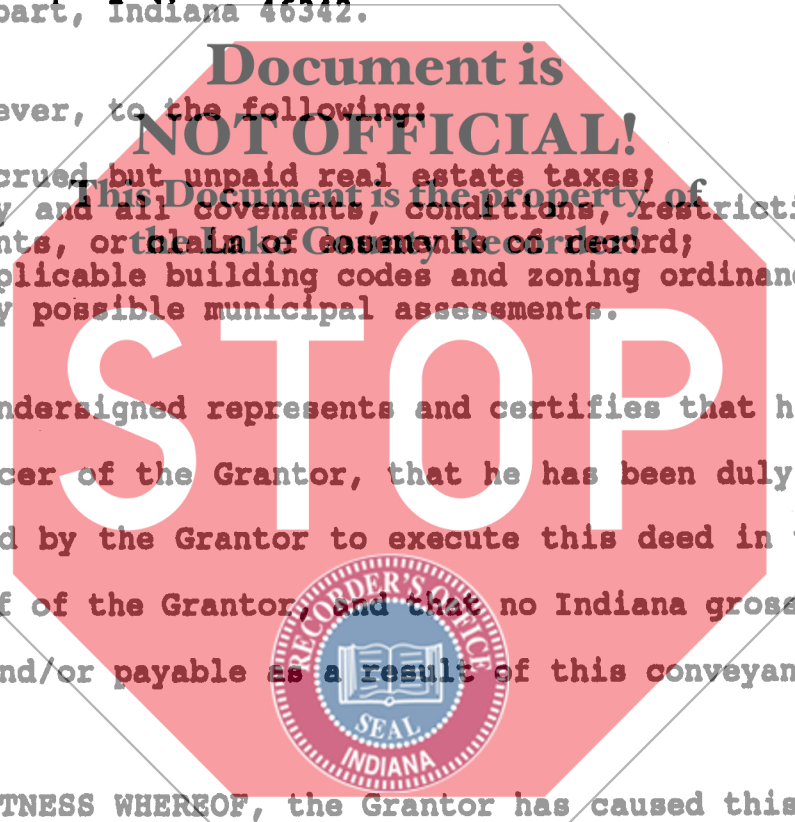 bart, Indiana 46342.
Document is
ever, to the following:
NOT OFFICIAL!
crued but unpaid real estate taxes;
This Document is the property of
y and all covenants, conditions, restricti
the Lake County Recorder!
nts, or claim of easements of record;
plicable building codes and zoning ordinanc
y possible municipal assessments.
STOP
ndersigned represents and certifies that h
cer of the Grantor, that he has been duly
d by the Grantor to execute this deed in
f of the Grantor, and that no Indiana gross
nd/or payable as a result of this conveyan
RECORDER'S OFFICE
SEAL
INDIANA
TNESS WHEREOF, the Grantor has caused this